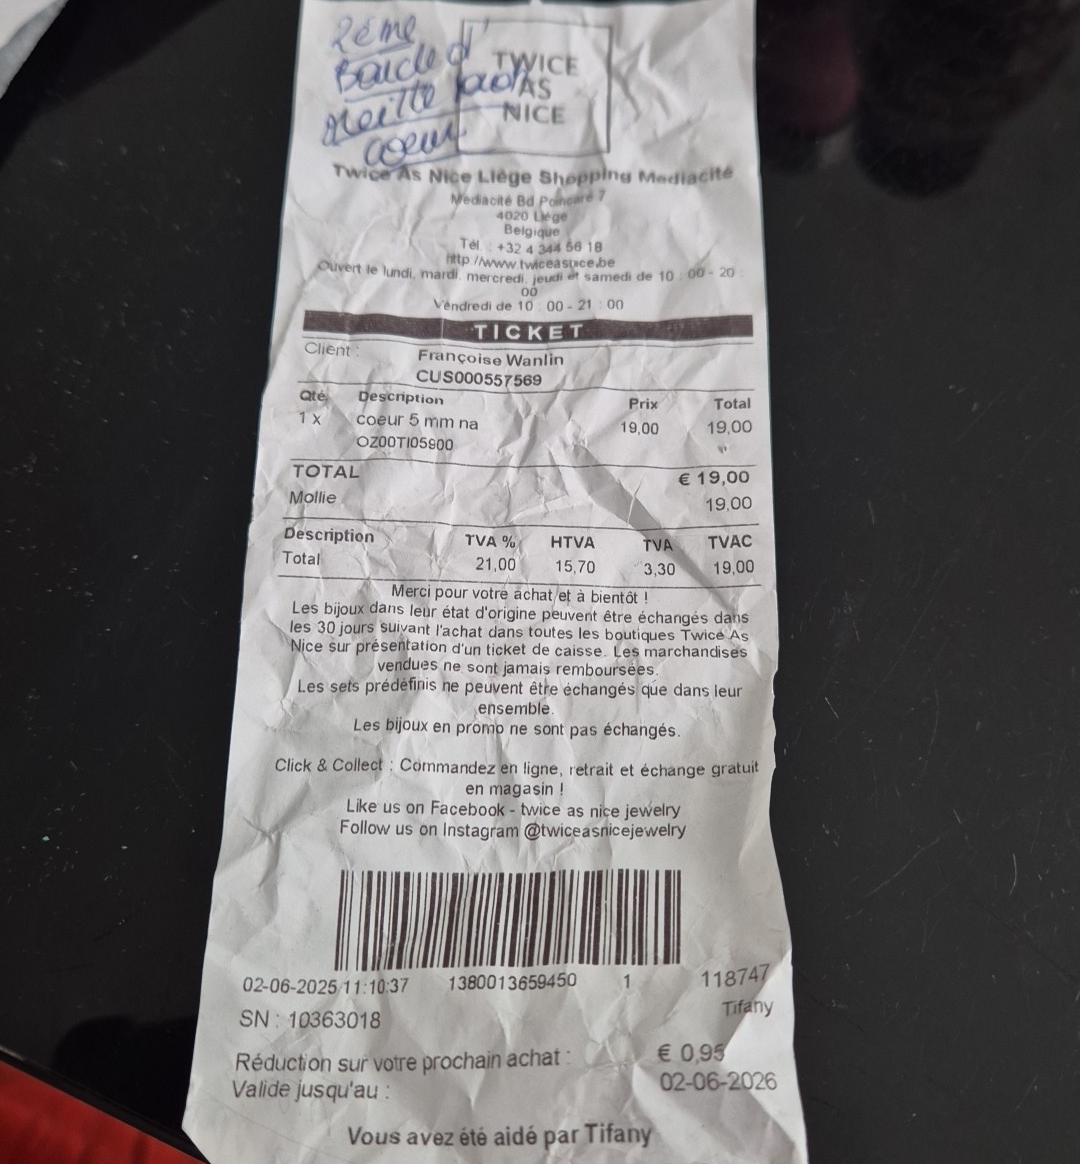 2ème
Boucle d'
oreille
coeur
TWICE
AS
NICE
Twice As Nice Liège Shopping Mediacité
Mediacité Bd Poincaré 7
4020 Liège
Belgique
Tél. : +32 4 344 56 18
http://www.twiceasnice.be
Ouvert le lundi, mardi, mercredi, jeudi et samedi de 10 : 00 - 20 :
00
Vendredi de 10 : 00 - 21 : 00
TICKET
Client : Françoise Wanlin
CUS000557569
Qté Description Prix Total
1 x coeur 5 mm na 19,00 19,00
OZ00TI05900
TOTAL € 19,00
Mollie 19,00
Description TVA % HTVA TVA TVAC
Total 21,00 15,70 3,30 19,00
Merci pour votre achat et à bientôt !
Les bijoux dans leur état d'origine peuvent être échangés dans
les 30 jours suivant l'achat dans toutes les boutiques Twice As
Nice sur présentation d'un ticket de caisse. Les marchandises
vendues ne sont jamais remboursées.
Les sets prédéfinis ne peuvent être échangés que dans leur
ensemble.
Les bijoux en promo ne sont pas échangés.
Click & Collect : Commandez en ligne, retrait et échange gratuit
en magasin !
Like us on Facebook - twice as nice jewelry
Follow us on Instagram @twiceasnicejewelry
02-06-2025 11:10:37 1380013659450 1 118747
Tifany
SN : 10363018
Réduction sur votre prochain achat : € 0,95
Valide jusqu'au : 02-06-2026
Vous avez été aidé par Tifany